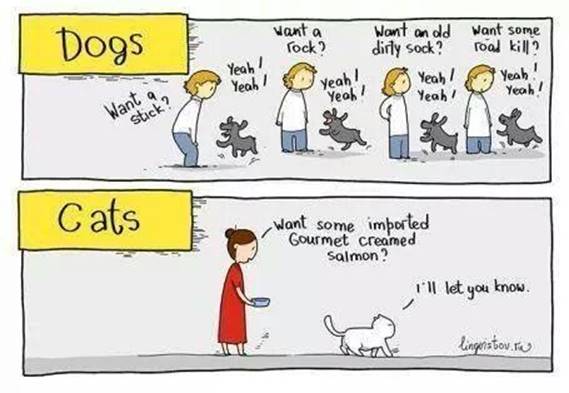 Dogs
Want a
stick?
Yeah!
Yeah!
Want a
rock?
Yeah!
Yeah!
Want an old
dirty sock?
Yeah!
Yeah!
Want some
road kill?
Yeah!
Yeah!
Cats
Want some imported
Gourmet creamed
salmon?
I'll let you know.
lingvistov.ru